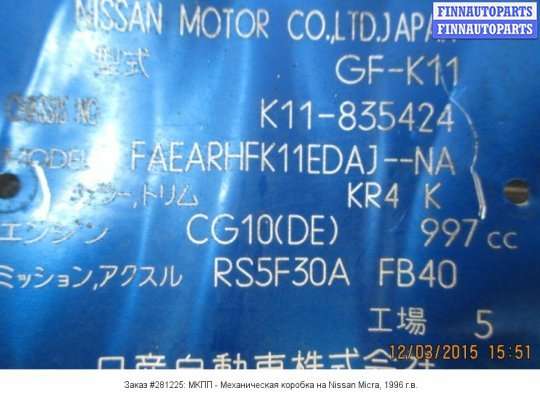 FINNAUTOPARTS
FINNAUTOPARTS
FINNAUTOPARTS
NISSAN MOTOR CO.,LTD.JAPAN
型式 GF-K11
CHASSIS NO. K11-835424
MODEL FAEARHFK11EDAJ--NA
カラー,トリム KR4 K
エンジン CG10(DE) 997 cc
ミッション,アクスル RS5F30A FB40
工場 5
日産自動車株式会社
12/03/2015 15:51
Заказ #281225: МКПП - Механическая коробка на Nissan Micra, 1996 г.в.